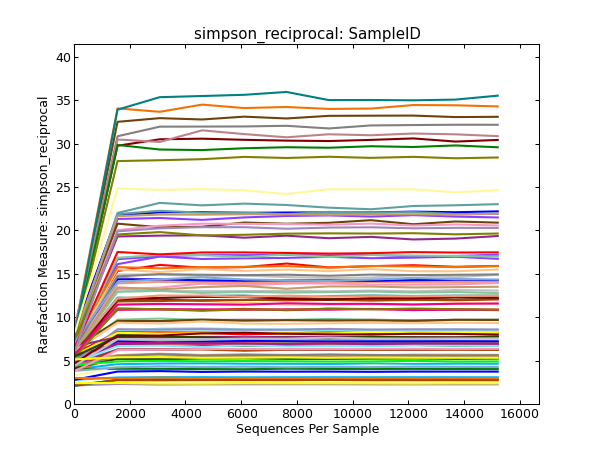 simpson_reciprocal: SampleID
40
35
30
25
20
15
10
5
0
Rarefaction Measure: simpson_reciprocal
0 2000 4000 6000 8000 10000 12000 14000 16000
Sequences Per Sample